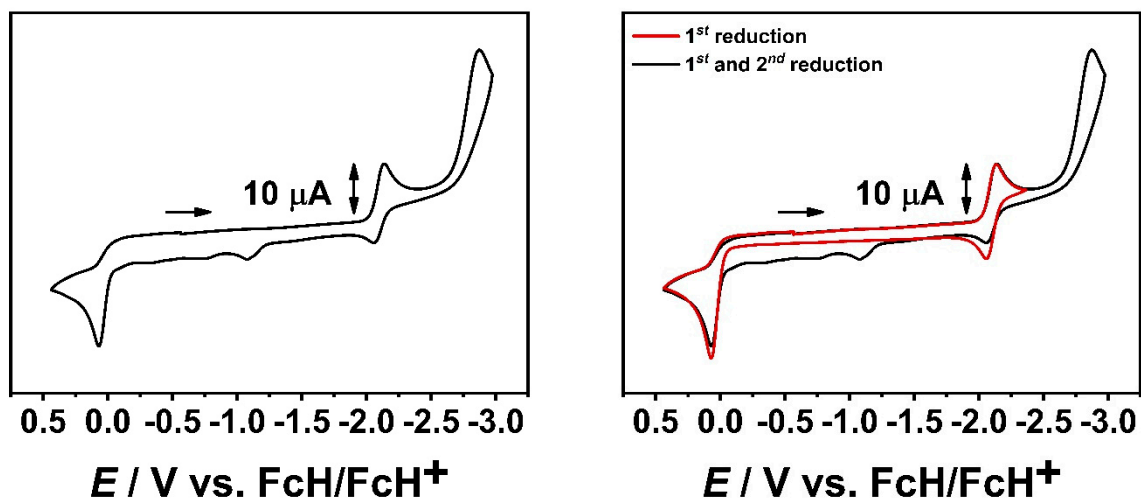 10 μA
0.5 0.0 -0.5 -1.0 -1.5 -2.0 -2.5 -3.0
E / V vs. FcH/FcH+
1st reduction
1st and 2nd reduction
10 μA
0.5 0.0 -0.5 -1.0 -1.5 -2.0 -2.5 -3.0
E / V vs. FcH/FcH+